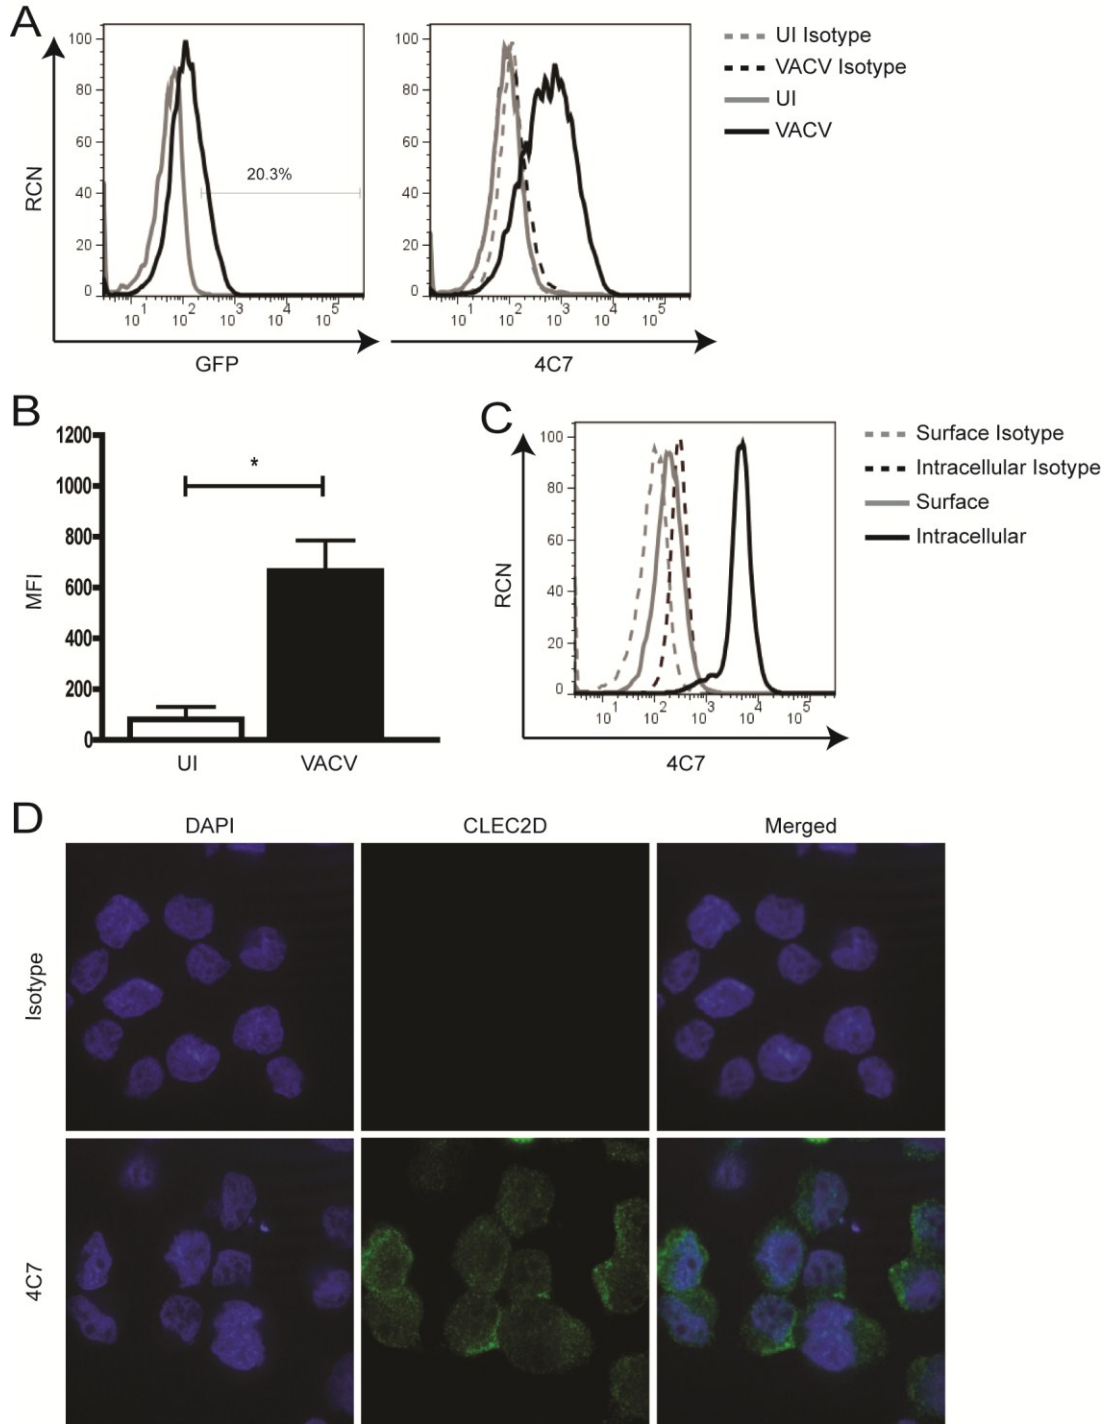 A
RCN
100
80
60
40
20
0
20.3%
10^1 10^2 10^3 10^4 10^5
GFP
100
80
60
40
20
0
10^1 10^2 10^3 10^4 10^5
4C7
UI Isotype
VACV Isotype
UI
VACV
B
MFI
1200
1000
800
600
400
200
0
*
UI VACV
C
RCN
100
80
60
40
20
0
10^1 10^2 10^3 10^4 10^5
4C7
Surface Isotype
Intracellular Isotype
Surface
Intracellular
D
DAPI CLEC2D Merged
Isotype
4C7